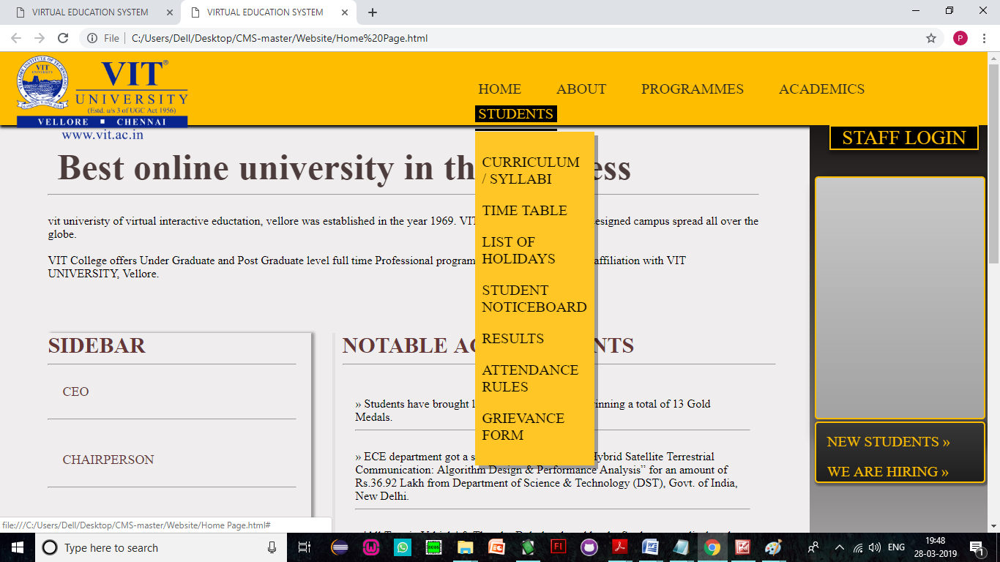 VIRTUAL EDUCATION SYSTEM
VIRTUAL EDUCATION SYSTEM
File
C:/Users/Dell/Desktop/CMS-master/Website/Home%20Page.html
P
VELLORE INSTITUTE OF TECHNOLOGY
VIT
UNIVERSITY
VIT®
UNIVERSITY
(Estd. u/s 3 of UGC Act 1956)
VELLORE ■ CHENNAI
www.vit.ac.in
HOME ABOUT PROGRAMMES ACADEMICS
STUDENTS
STAFF LOGIN
CURRICULUM
/ SYLLABI
TIME TABLE
LIST OF
HOLIDAYS
STUDENT
NOTICEBOARD
RESULTS
ATTENDANCE
RULES
GRIEVANCE
FORM
Best online university in th ess
vit univeristy of virtual interactive eductation, vellore was established in the year 1969. VIT esigned campus spread all over the
globe.
VIT College offers Under Graduate and Post Graduate level full time Professional program affiliation with VIT
UNIVERSITY, Vellore.
SIDEBAR
CEO
CHAIRPERSON
NOTABLE AC NTS
» Students have brought inning a total of 13 Gold
Medals.
» ECE department got a s Hybrid Satellite Terrestrial
Communication: Algorithm Design & Performance Analysis” for an amount of
Rs.36.92 Lakh from Department of Science & Technology (DST), Govt. of India,
New Delhi.
NEW STUDENTS »
WE ARE HIRING »
file:///C:/Users/Dell/Desktop/CMS-master/Website/Home Page.html#
Type here to search
ENG
19:48
28-03-2019
1